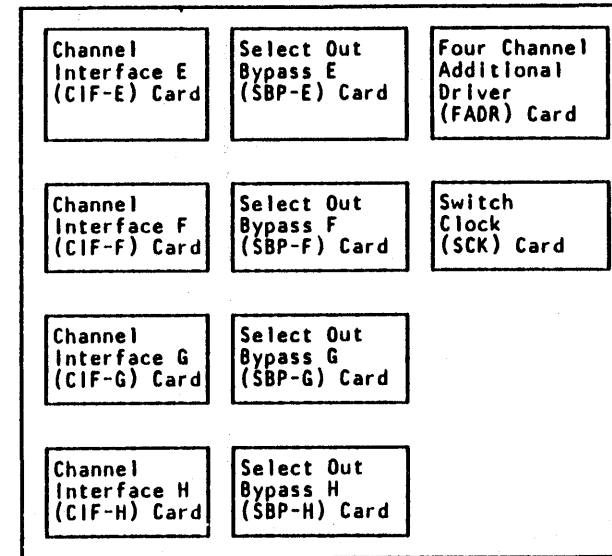 Channel
Interface E
(CIF-E) Card
Select Out
Bypass E
(SBP-E) Card
Four Channel
Additional
Driver
(FADR) Card
Channel
Interface F
(CIF-F) Card
Select Out
Bypass F
(SBP-F) Card
Switch
Clock
(SCK) Card
Channel
Interface G
(CIF-G) Card
Select Out
Bypass G
(SBP-G) Card
Channel
Interface H
(CIF-H) Card
Select Out
Bypass H
(SBP-H) Card